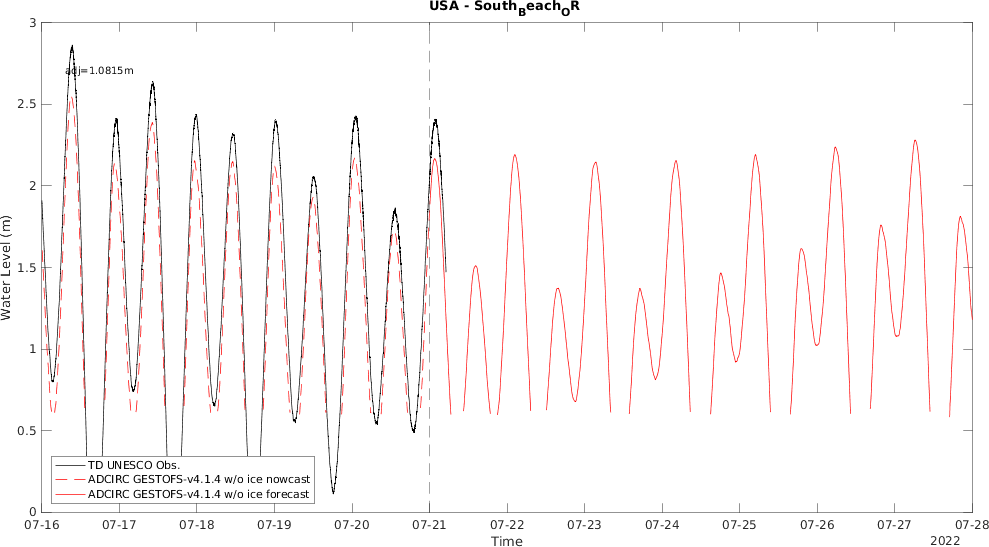 USA - SouthBeachOR
adj=1.0815m
3
2.5
2
1.5
1
0.5
0
Water Level (m)
TD UNESCO Obs.
ADCIRC GESTOFS-v4.1.4 w/o ice nowcast
ADCIRC GESTOFS-v4.1.4 w/o ice forecast
07-16 07-17 07-18 07-19 07-20 07-21 07-22 07-23 07-24 07-25 07-26 07-27 07-28
Time
2022